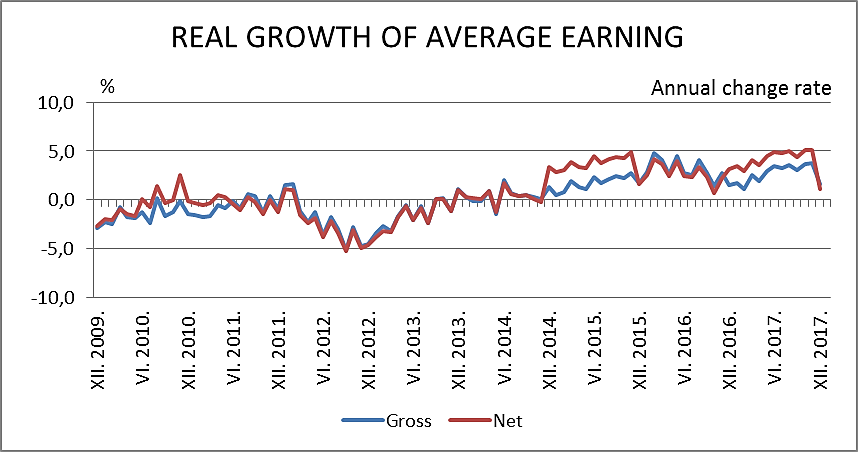 REAL GROWTH OF AVERAGE EARNING
%
Annual change rate
10,0
5,0
0,0
-5,0
-10,0
XII. 2009.
VI. 2010.
XII. 2010.
VI. 2011.
XII. 2011.
VI. 2012.
XII. 2012.
VI. 2013.
XII. 2013.
VI. 2014.
XII. 2014.
VI. 2015.
XII. 2015.
VI. 2016.
XII. 2016.
VI. 2017.
XII. 2017.
Gross
Net